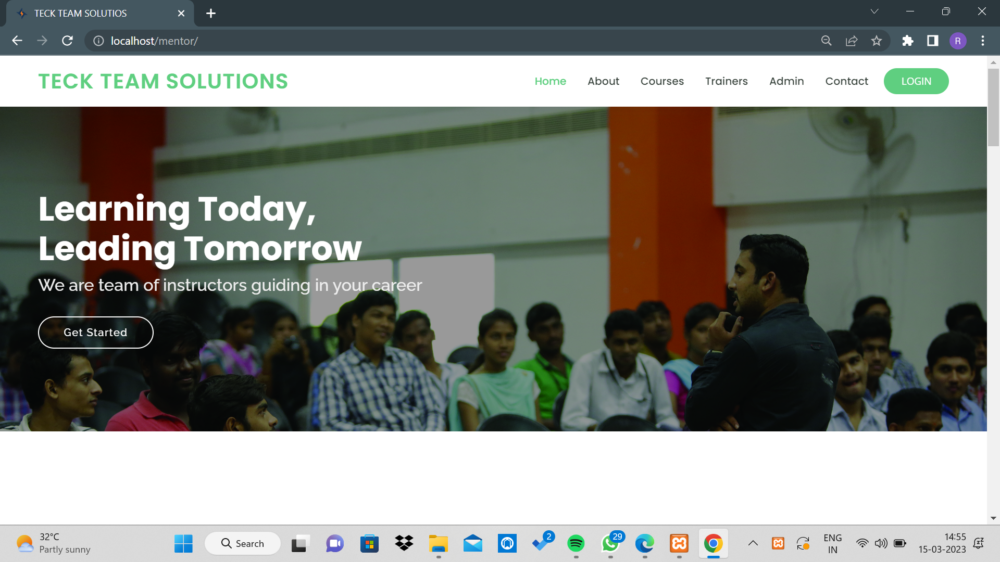 TECK TEAM SOLUTIOS
localhost/mentor/
R
TECK TEAM SOLUTIONS
Home About Courses Trainers Admin Contact LOGIN
Learning Today,
Leading Tomorrow
We are team of instructors guiding in your career
Get Started
32°C
Partly sunny
Search
2
29
ENG
IN
14:55
15-03-2023